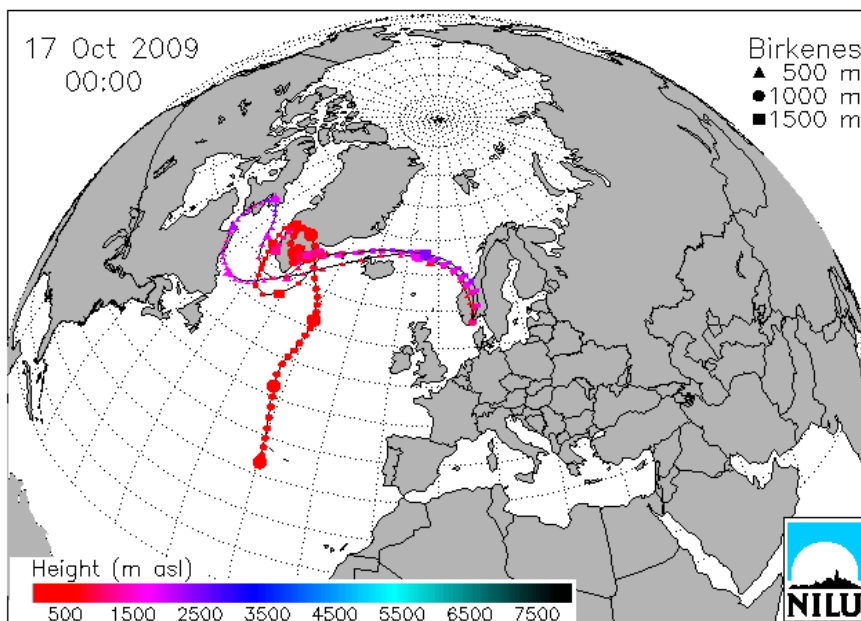 17 Oct 2009
00:00
Birkenes
▲ 500 m
● 1000 m
■ 1500 m
Height (m asl)
500 1500 2500 3500 4500 5500 6500 7500
NILU